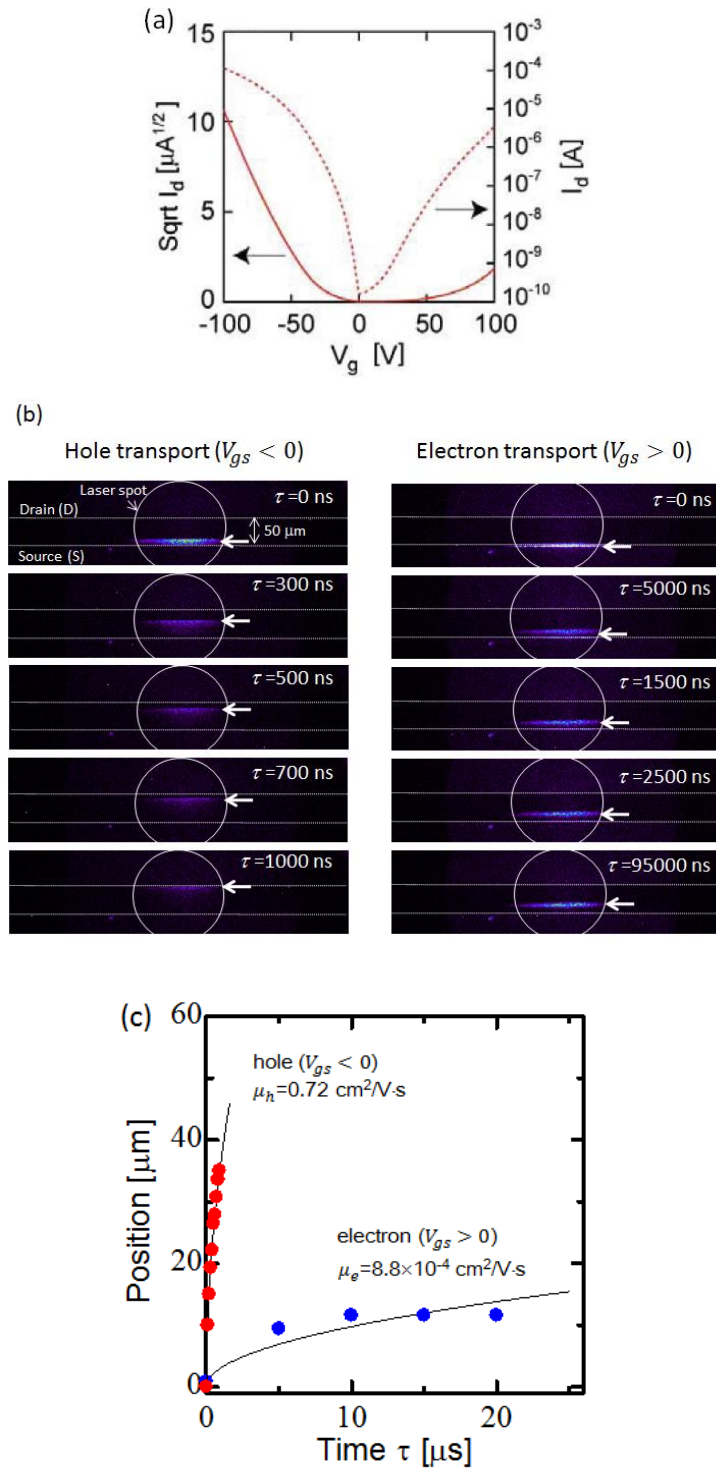 (a)
15
10
5
0
Sqrt I_d [μA^1/2]
10^-3
10^-4
10^-5
10^-6
10^-7
10^-8
10^-9
10^-10
I_d [A]
-100 -50 0 50 100
V_g [V]
(b)
Hole transport (V_gs < 0)
Laser spot
Drain (D)
Source (S)
50 μm
τ=0 ns
τ=300 ns
τ=500 ns
τ=700 ns
τ=1000 ns
Electron transport (V_gs > 0)
τ=0 ns
τ=5000 ns
τ=1500 ns
τ=2500 ns
τ=95000 ns
(c)
60
40
20
0
Position [μm]
hole (V_gs < 0)
μ_h=0.72 cm²/V·s
electron (V_gs > 0)
μ_e=8.8×10^-4 cm²/V·s
0 10 20
Time τ [μs]